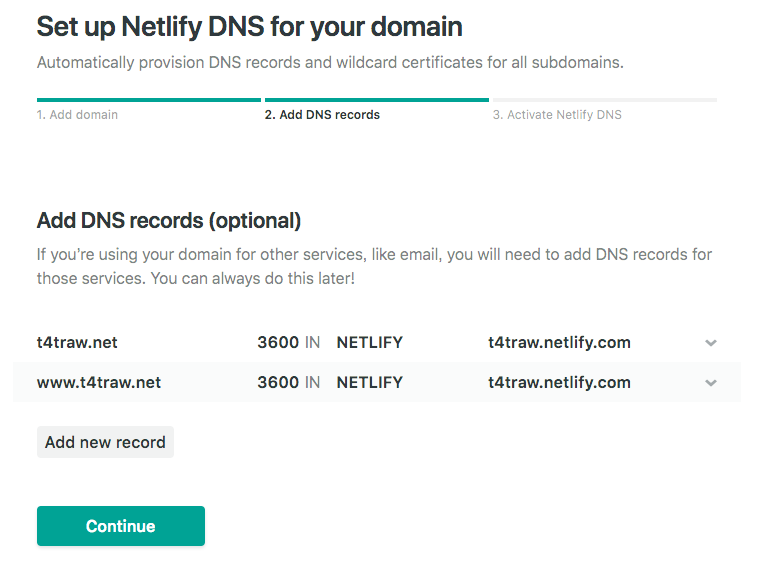 Set up Netlify DNS for your domain
Automatically provision DNS records and wildcard certificates for all subdomains.
1. Add domain 2. Add DNS records 3. Activate Netlify DNS
Add DNS records (optional)
If you're using your domain for other services, like email, you will need to add DNS records for
those services. You can always do this later!
t4traw.net 3600 IN NETLIFY t4traw.netlify.com
www.t4traw.net 3600 IN NETLIFY t4traw.netlify.com
Add new record
Continue